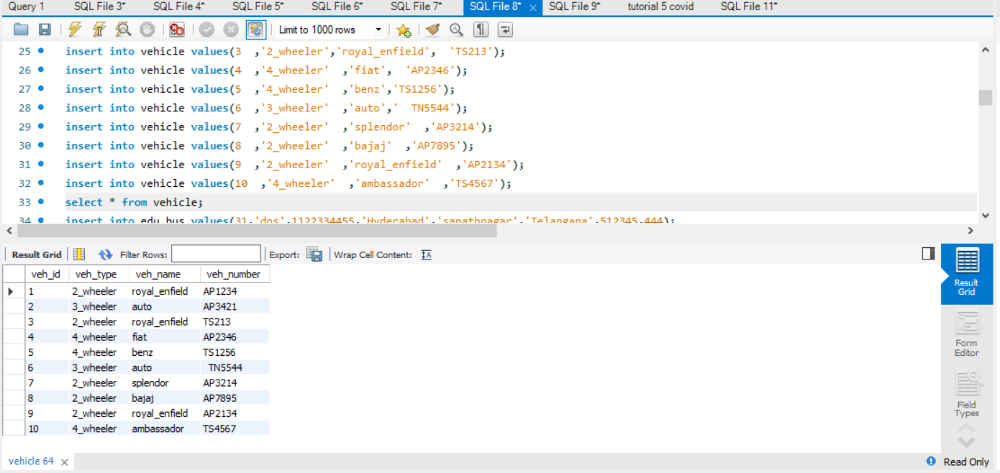 Query 1 SQL File 3* SQL File 4* SQL File 5* SQL File 6* SQL File 7* SQL File 8* × SQL File 9* tutorial 5 covid SQL File 11*
Limit to 1000 rows
25 insert into vehicle values(3 ,'2_wheeler','royal_enfield', 'TS213');
26 insert into vehicle values(4 ,'4_wheeler' ,'fiat', 'AP2346');
27 insert into vehicle values(5 ,'4_wheeler' ,'benz','TS1256');
28 insert into vehicle values(6 ,'3_wheeler' ,'auto',' TN5544');
29 insert into vehicle values(7 ,'2_wheeler' ,'splendor' ,'AP3214');
30 insert into vehicle values(8 ,'2_wheeler' ,'bajaj' ,'AP7895');
31 insert into vehicle values(9 ,'2_wheeler' ,'royal_enfield' ,'AP2134');
32 insert into vehicle values(10 ,'4_wheeler' ,'ambassador' ,'TS4567');
33 select * from vehicle;
34 insert into edu_bus values(31,'dps',1122334455,'Hyderabad','sanathnagar','Telangana',512345,444);
Result Grid Filter Rows: Export: Wrap Cell Content: IA
veh_id veh_type veh_name veh_number
1 2_wheeler royal_enfield AP1234
2 3_wheeler auto AP3421
3 2_wheeler royal_enfield TS213
4 4_wheeler fiat AP2346
5 4_wheeler benz TS1256
6 3_wheeler auto TN5544
7 2_wheeler splendor AP3214
8 2_wheeler bajaj AP7895
9 2_wheeler royal_enfield AP2134
10 4_wheeler ambassador TS4567
Result
Grid
Form
Editor
Field
Types
vehicle 64 ×
Read Only